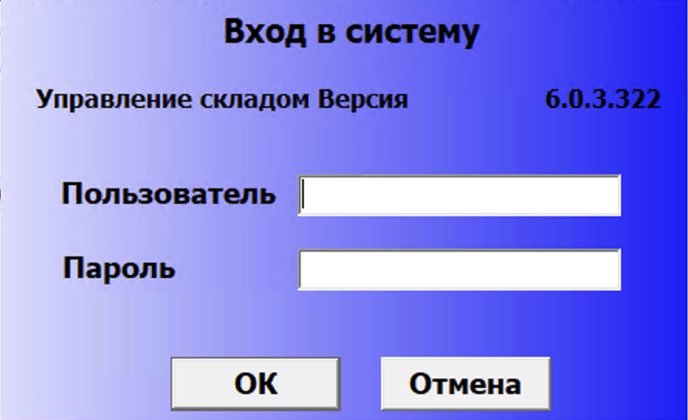 Вход в систему
Управление складом Версия 6.0.3.322
Пользователь
Пароль
ОК Отмена